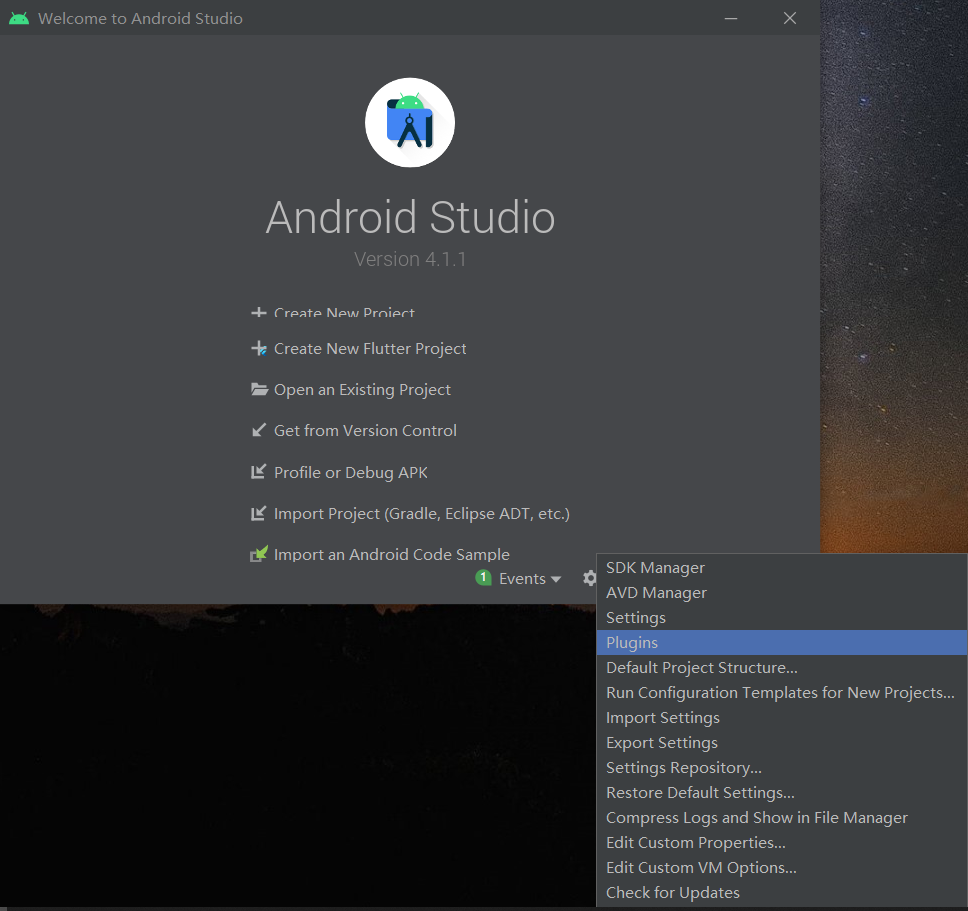 Welcome to Android Studio
Android Studio
Version 4.1.1
Create New Project
Create New Flutter Project
Open an Existing Project
Get from Version Control
Profile or Debug APK
Import Project (Gradle, Eclipse ADT, etc.)
Import an Android Code Sample
1 Events
SDK Manager
AVD Manager
Settings
Plugins
Default Project Structure...
Run Configuration Templates for New Projects...
Import Settings
Export Settings
Settings Repository...
Restore Default Settings...
Compress Logs and Show in File Manager
Edit Custom Properties...
Edit Custom VM Options...
Check for Updates